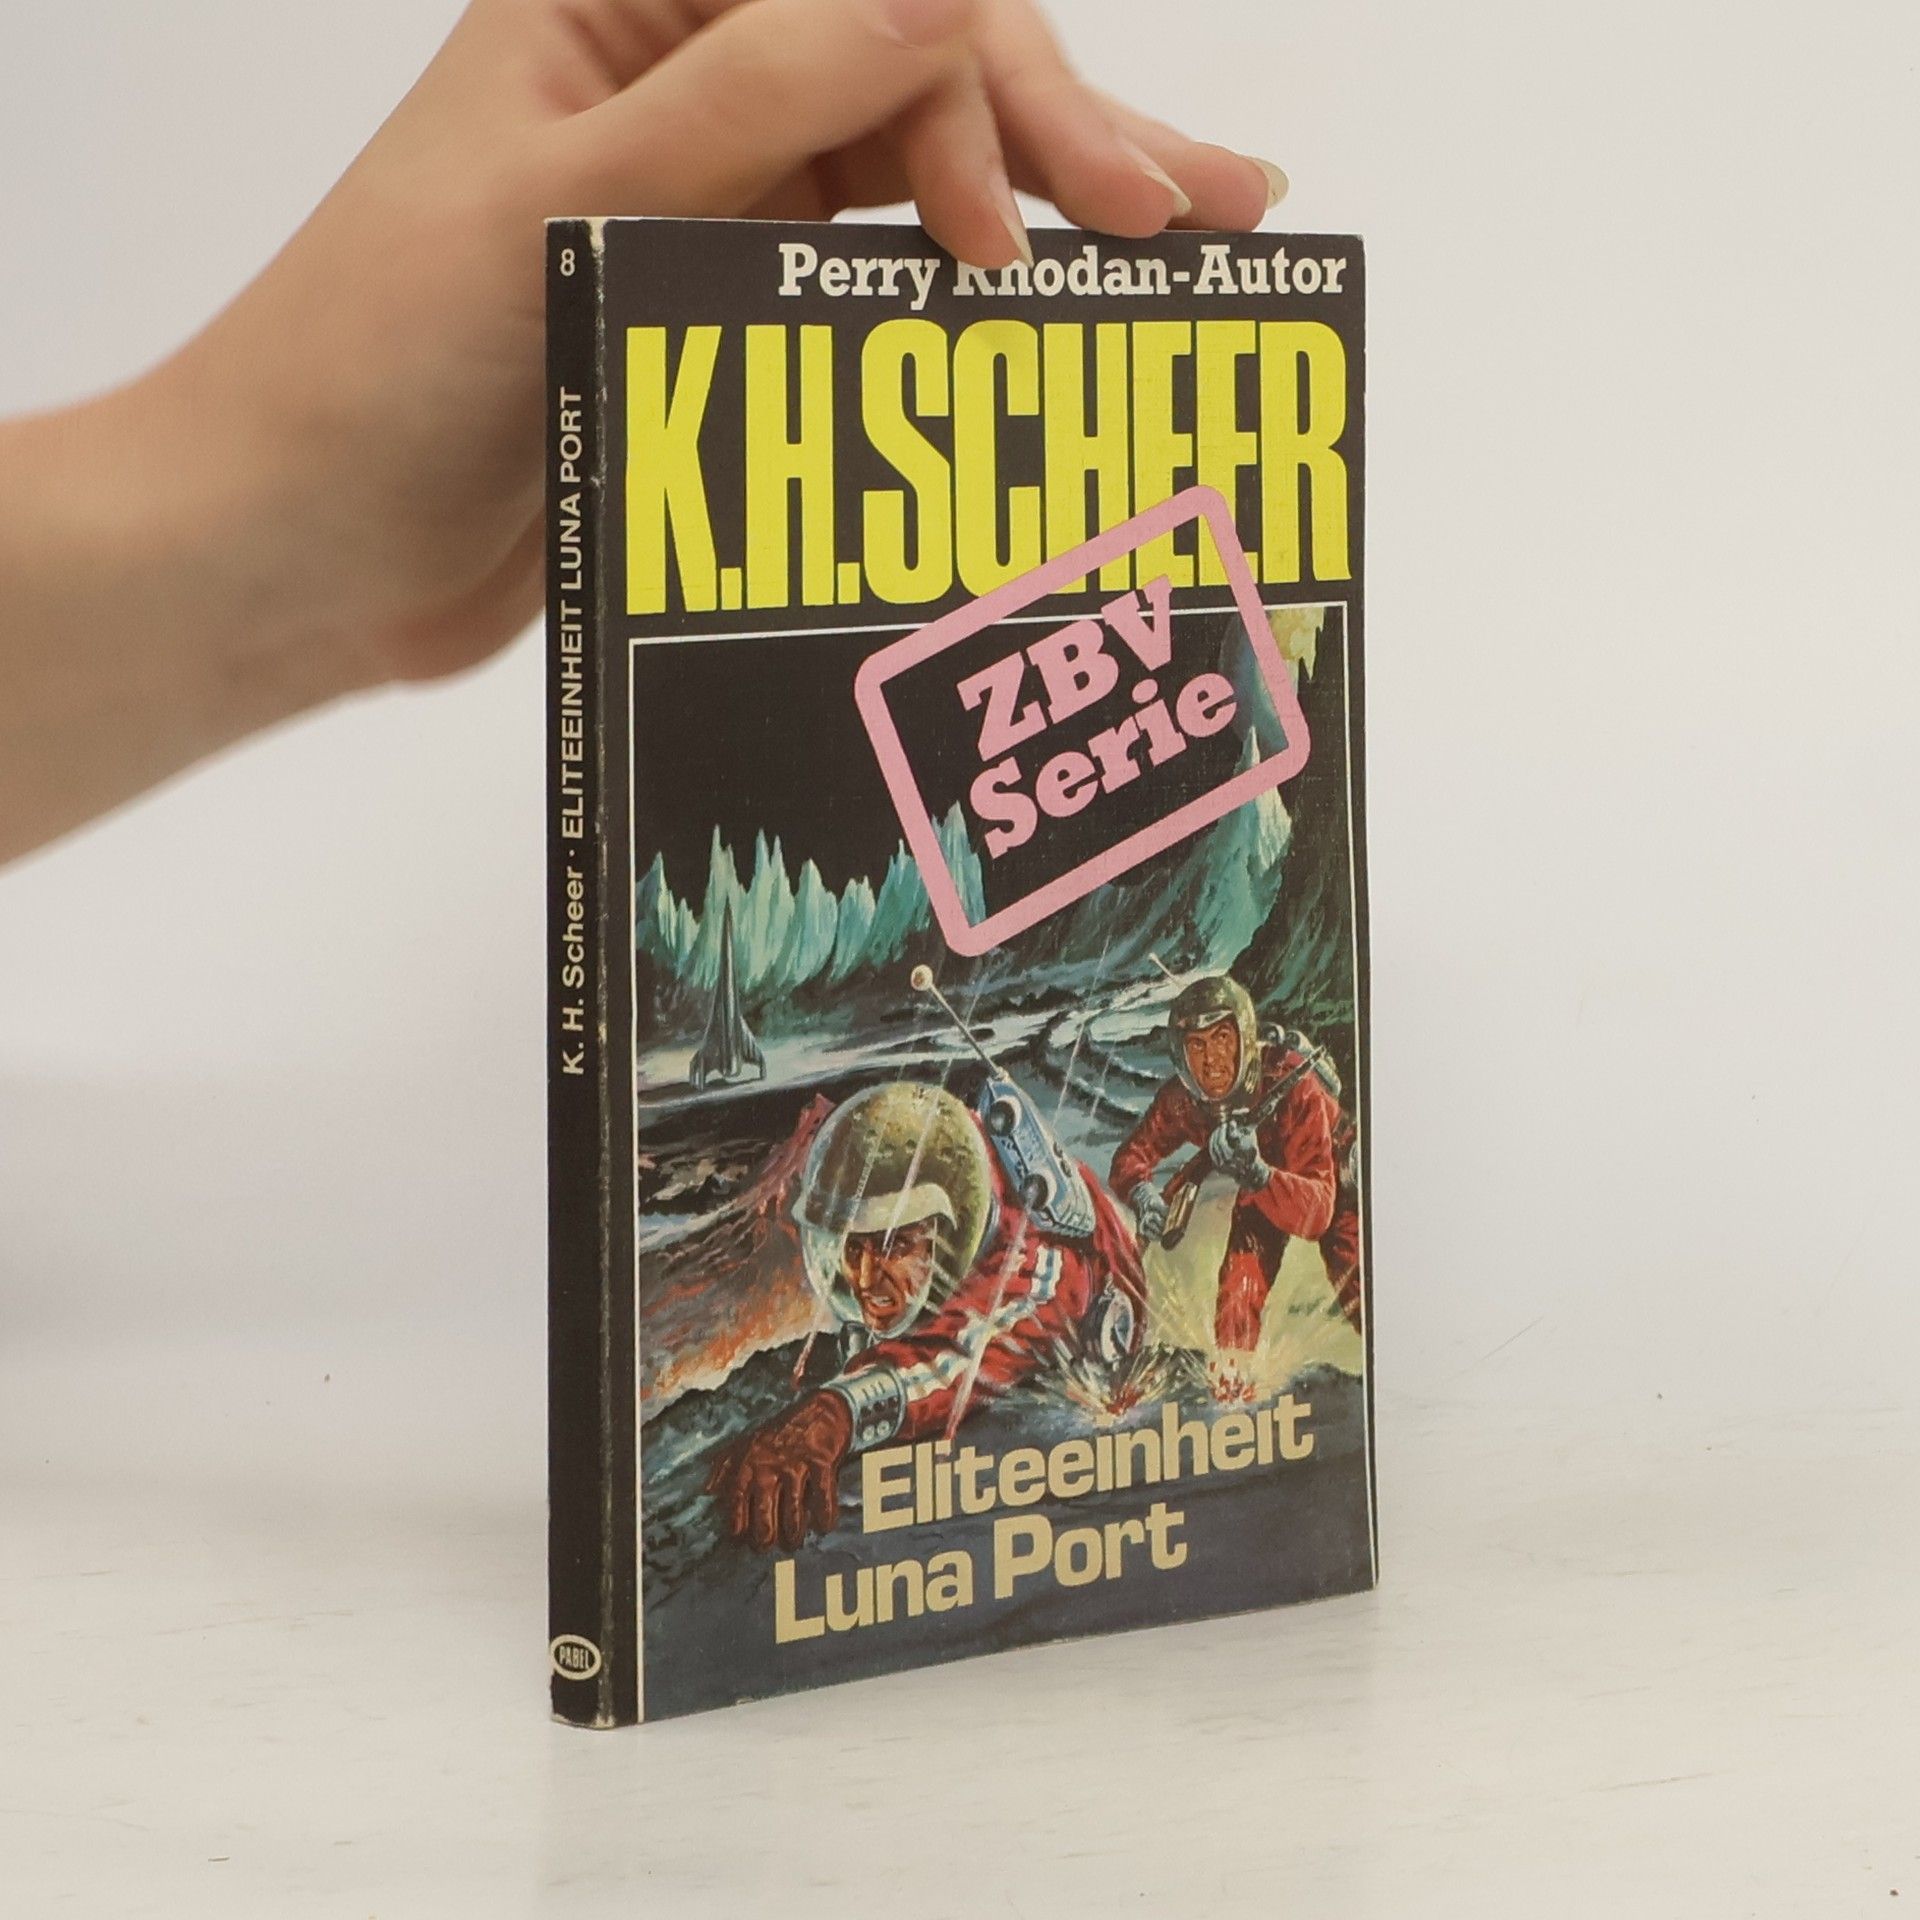 8
K. H. Scheer · ELITEEINHEIT LUNA PORT
PABEL
Perry Rhodan-Autor
K.H.SCHEER
ZBV
Serie
Eliteeinheit
Luna Port